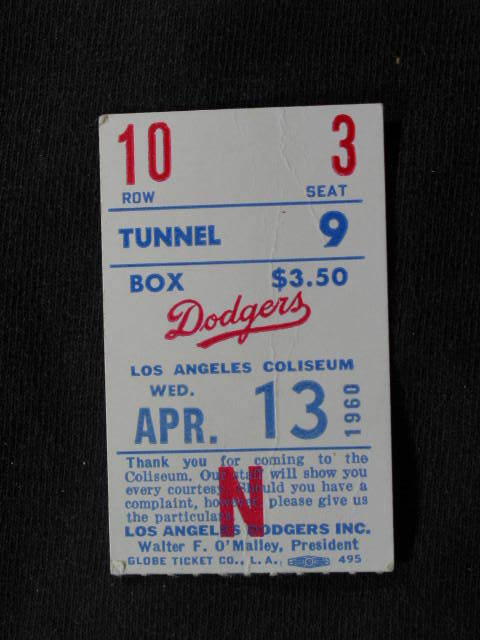 10 3
ROW SEAT
TUNNEL 9
BOX $3.50
Dodgers
LOS ANGELES COLISEUM
WED.
APR. 13 1960
Thank you for coming to the
Coliseum. Our staff will show you
every courtesy. Should you have a
complaint, however, please give us
the particulars.
N
LOS ANGELES DODGERS INC.
Walter F. O'Malley, President
GLOBE TICKET CO., L.A. 495